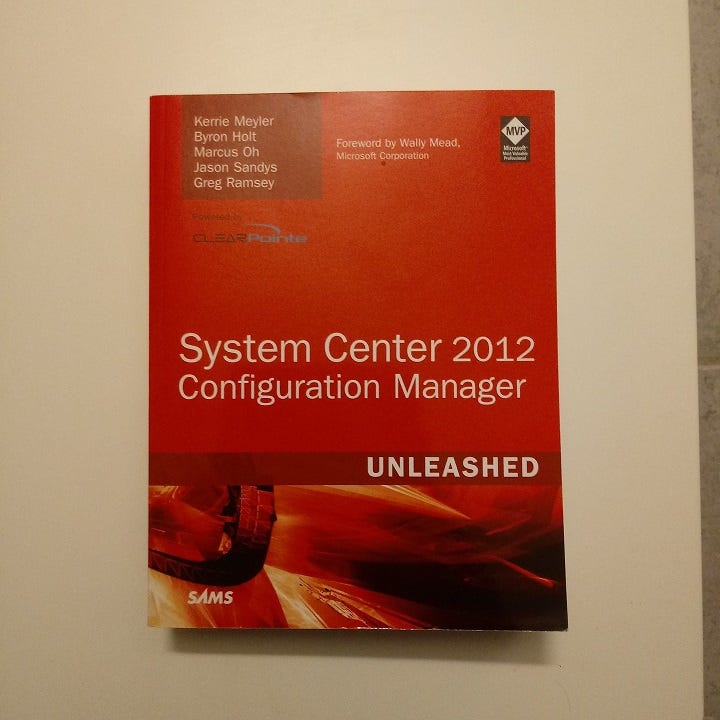 Kerrie Meyler
Byron Holt
Marcus Oh
Jason Sandys
Greg Ramsey
Foreword by Wally Mead,
Microsoft Corporation
MVP
Microsoft®
Most Valuable
Professional
Powered by
CLEARPointe
System Center 2012
Configuration Manager
UNLEASHED
SAMS